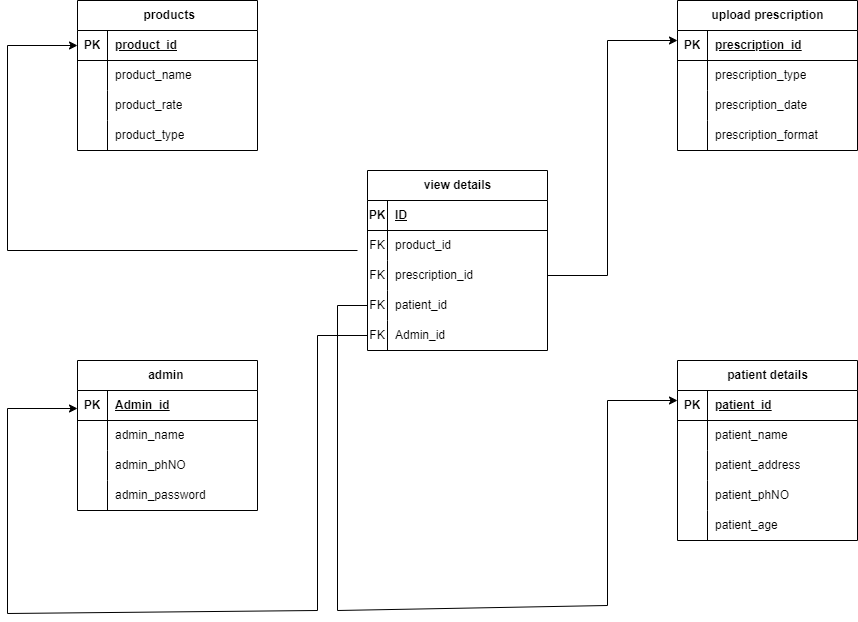 products
PK product_id
product_name
product_rate
product_type
upload prescription
PK prescription_id
prescription_type
prescription_date
prescription_format
view details
PK ID
FK product_id
FK prescription_id
FK patient_id
FK Admin_id
admin
PK Admin_id
admin_name
admin_phNO
admin_password
patient details
PK patient_id
patient_name
patient_address
patient_phNO
patient_age